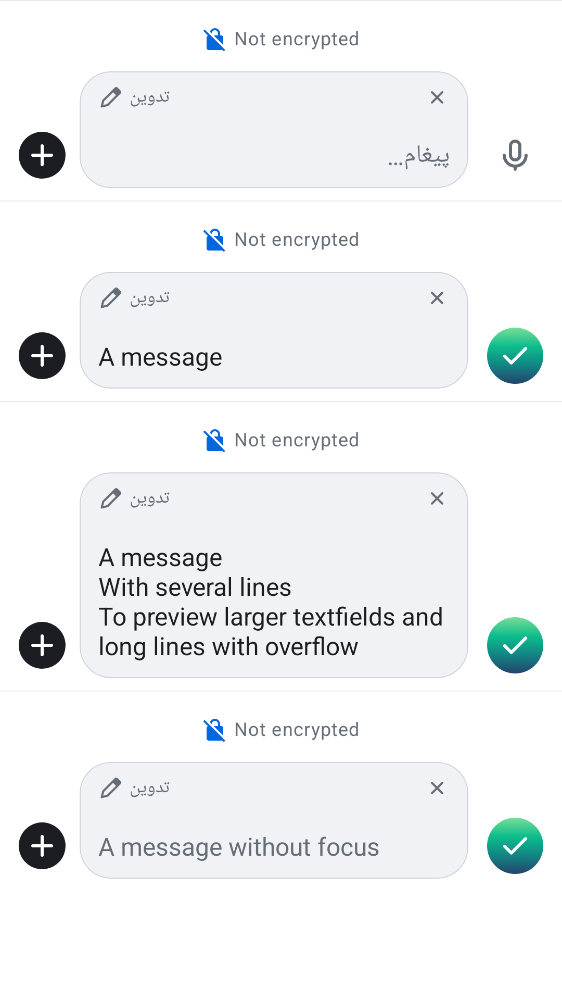 Not encrypted
تدوین
پیغام...
Not encrypted
تدوین
A message
Not encrypted
تدوین
A message
With several lines
To preview larger textfields and
long lines with overflow
Not encrypted
تدوین
A message without focus